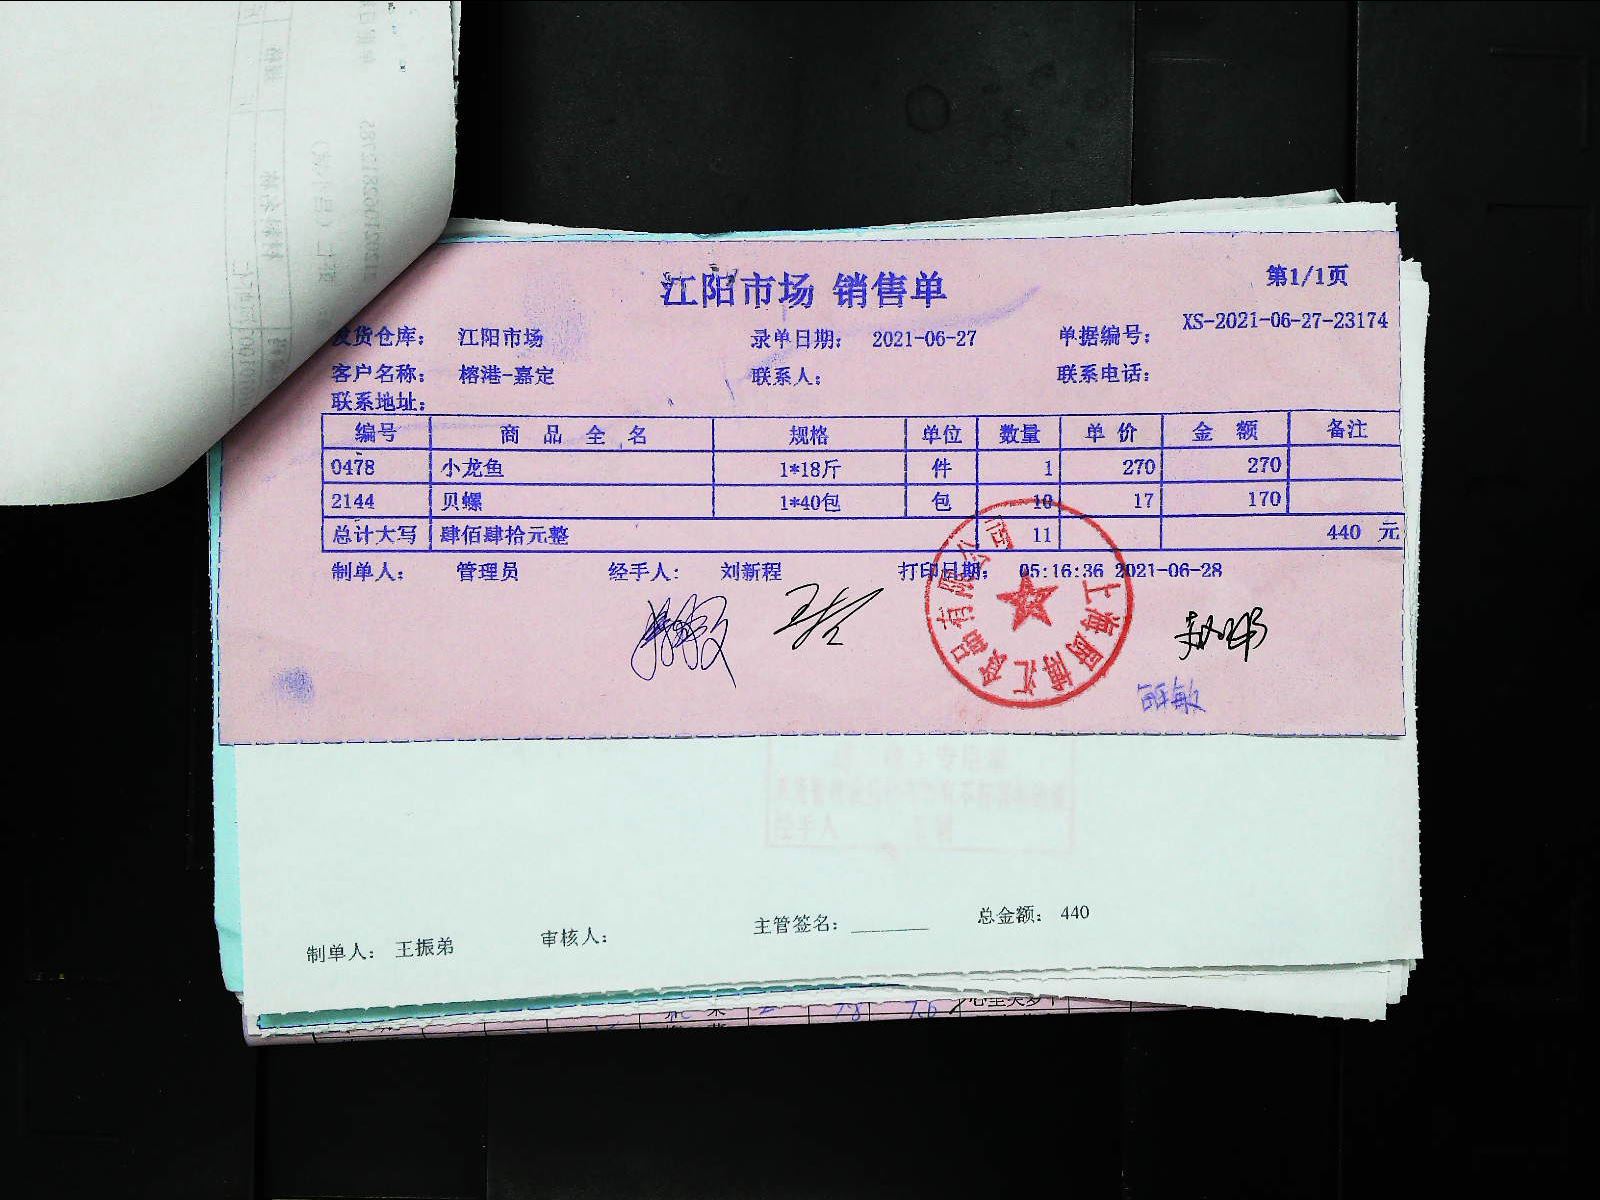 江阳市场 销售单
第1/1页
发货仓库： 江阳市场 录单日期： 2021-06-27 单据编号： XS-2021-06-27-23174
客户名称： 榕港-嘉定 联系人： 联系电话：
联系地址：
编号 商品全名 规格 单位 数量 单价 金额 备注
0478 小龙鱼 1*18斤 件 1 270 270
2144 贝螺 1*40包 包 10 17 170
总计大写 肆佰肆拾元整 11 440 元
制单人： 管理员 经手人： 刘新程 打印日期： 05:16:36 2021-06-28
经手人
制单人： 王振弟 审核人： 主管签名： 总金额： 440